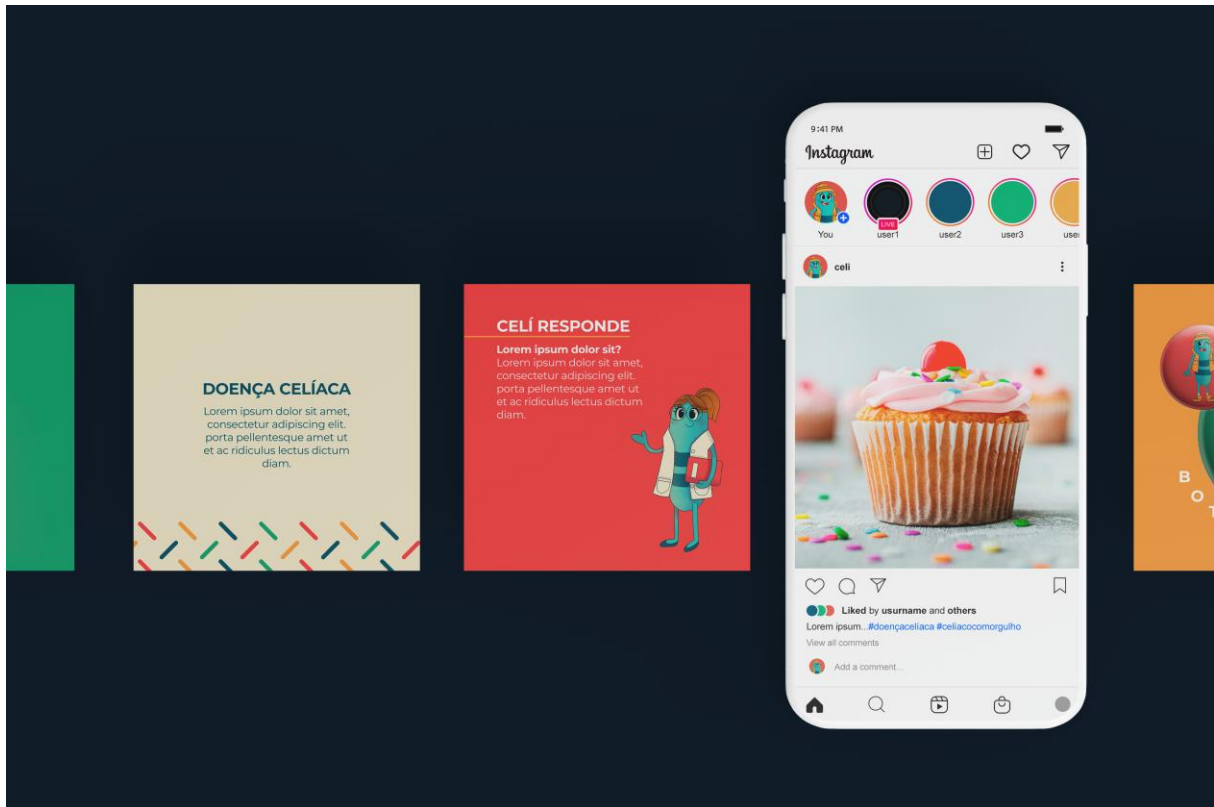 DOENÇA CELÍACA
Lorem ipsum dolor sit amet,
consectetur adipiscing elit.
porta pellentesque amet ut
et ac ridiculus lectus dictum
diam.
CELÍ RESPONDE
Lorem ipsum dolor sit?
Lorem ipsum dolor sit amet,
consectetur adipiscing elit.
porta pellentesque amet ut
et ac ridiculus lectus dictum
diam.
9:41 PM
Instagram
LIVE
You user1 user2 user3 user
celi
Liked by usurname and others
Lorem ipsum...#doençaceliaca #celiacocomorgulho
View all comments
Add a comment...
B
O
T